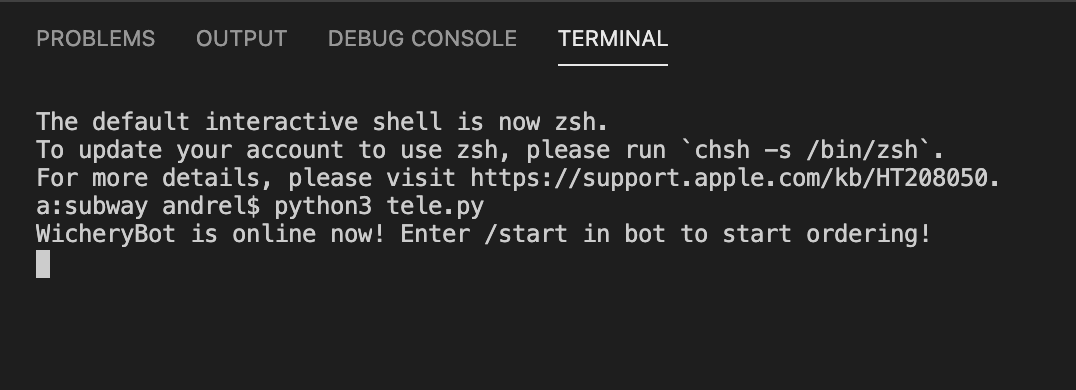 PROBLEMS OUTPUT DEBUG CONSOLE TERMINAL
The default interactive shell is now zsh.
To update your account to use zsh, please run `chsh -s /bin/zsh`.
For more details, please visit https://support.apple.com/kb/HT208050.
a:subway andrel$ python3 tele.py
WicheryBot is online now! Enter /start in bot to start ordering!